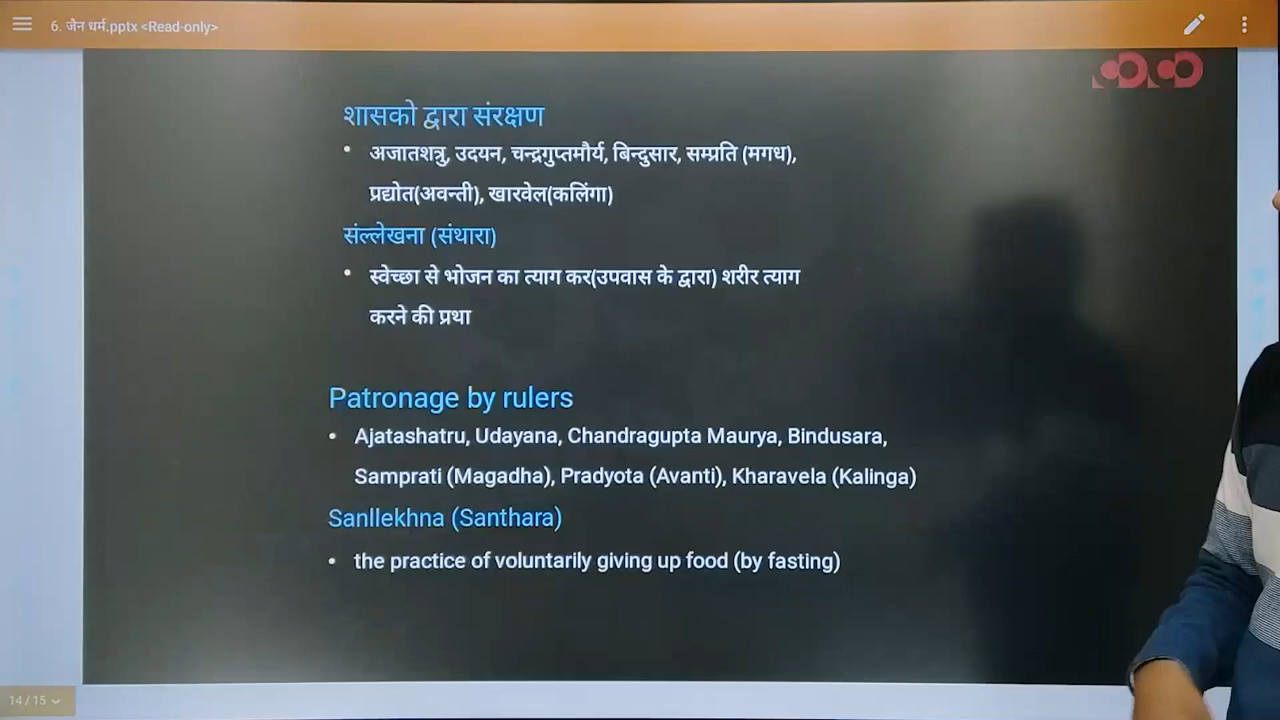 6. जैन धर्म.pptx <Read-only>
शासको द्वारा संरक्षण
• अजातशत्रु, उदयन, चन्द्रगुप्तमौर्य, बिन्दुसार, सम्प्रति (मगध),
प्रद्योत(अवन्ती), खारवेल(कलिंगा)
संल्लेखना (संथारा)
• स्वेच्छा से भोजन का त्याग कर(उपवास के द्वारा) शरीर त्याग
करने की प्रथा
Patronage by rulers
• Ajatashatru, Udayana, Chandragupta Maurya, Bindusara,
Samprati (Magadha), Pradyota (Avanti), Kharavela (Kalinga)
Sanllekhna (Santhara)
• the practice of voluntarily giving up food (by fasting)
14 / 15